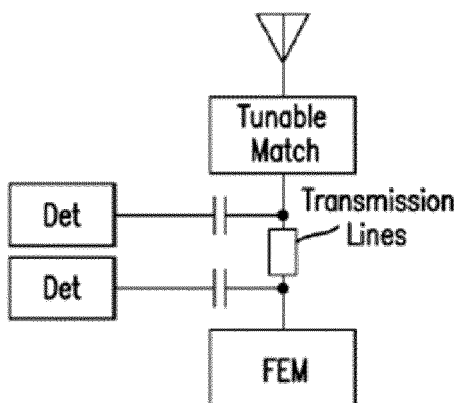 Tunable
Match
Transmission
Lines
Det
Det
FEM